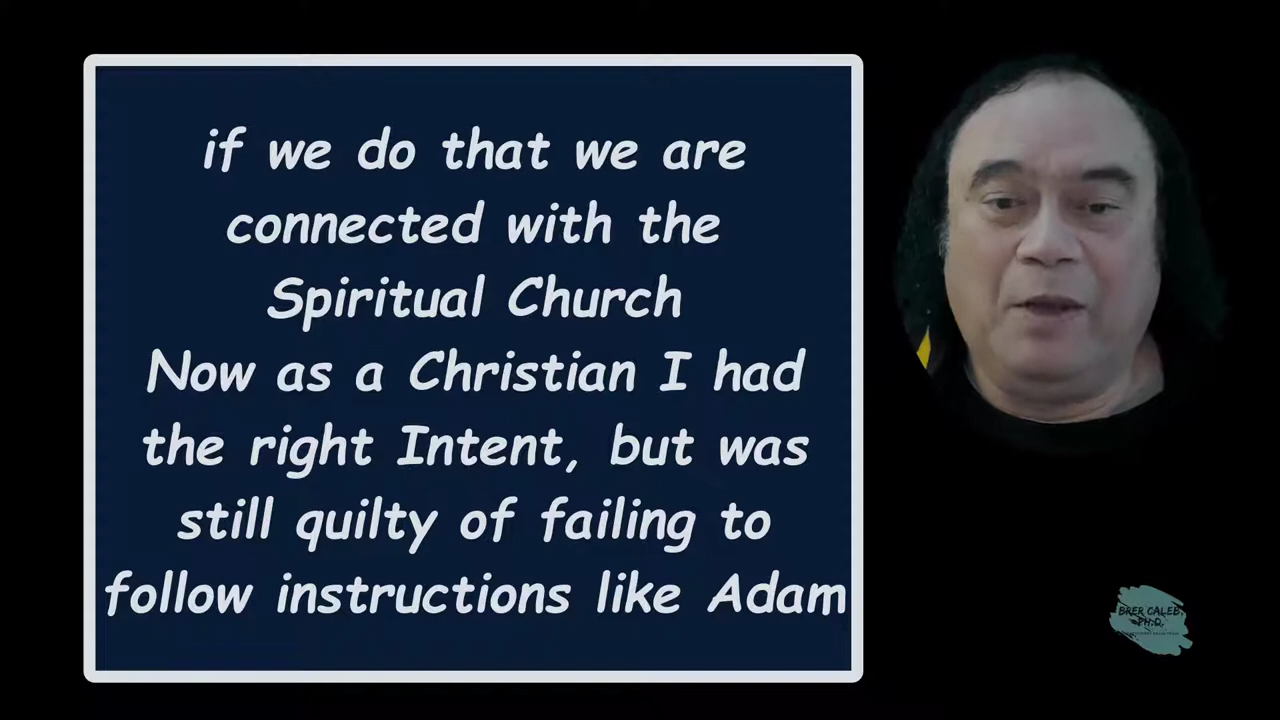 if we do that we are
connected with the
Spiritual Church
Now as a Christian I had
the right Intent, but was
still quilty of failing to
follow instructions like Adam
BRER CALEB,
PH.D.